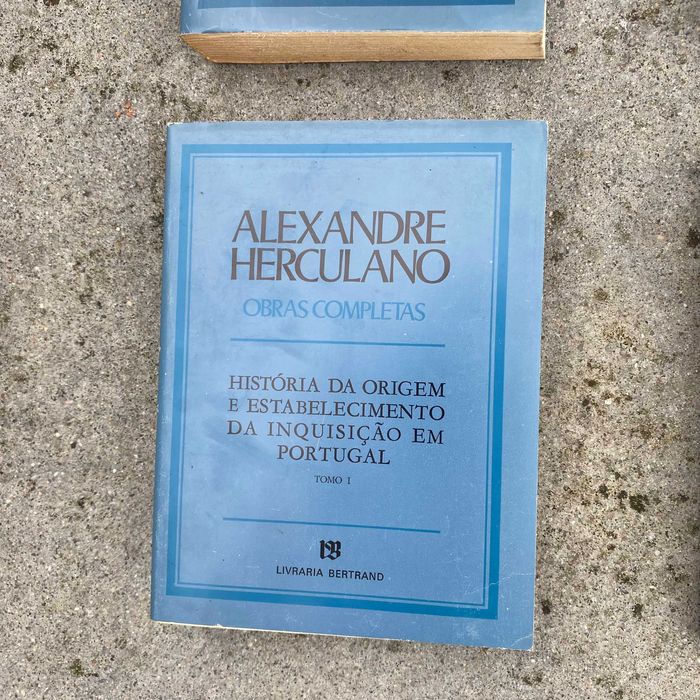 ALEXANDRE
HERCULANO
OBRAS COMPLETAS
HISTÓRIA DA ORIGEM
E ESTABELECIMENTO
DA INQUISIÇÃO EM
PORTUGAL
TOMO I
LB
LIVRARIA BERTRAND